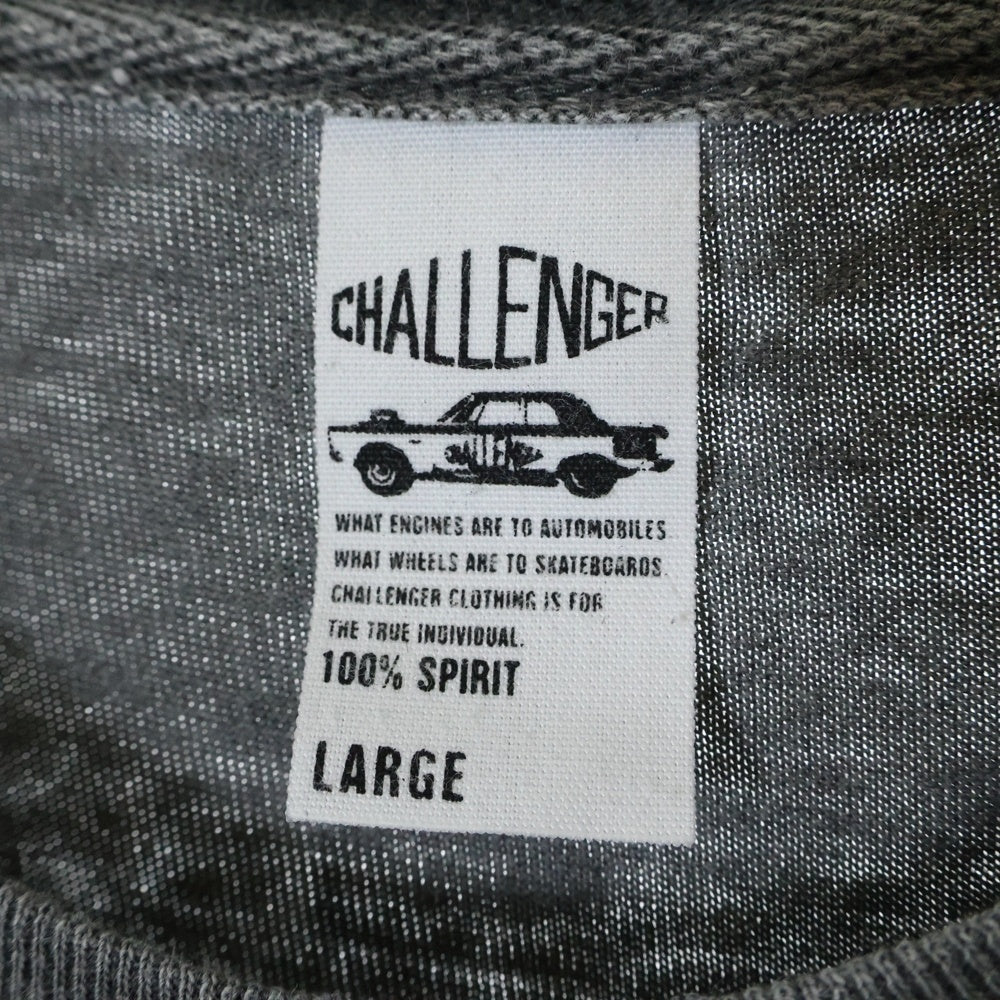 CHALLENGER
WHAT ENGINES ARE TO AUTOMOBILES
WHAT WHEELS ARE TO SKATEBOARDS.
CHALLENGER CLOTHING IS FOR
THE TRUE INDIVIDUAL.
100% SPIRIT
LARGE